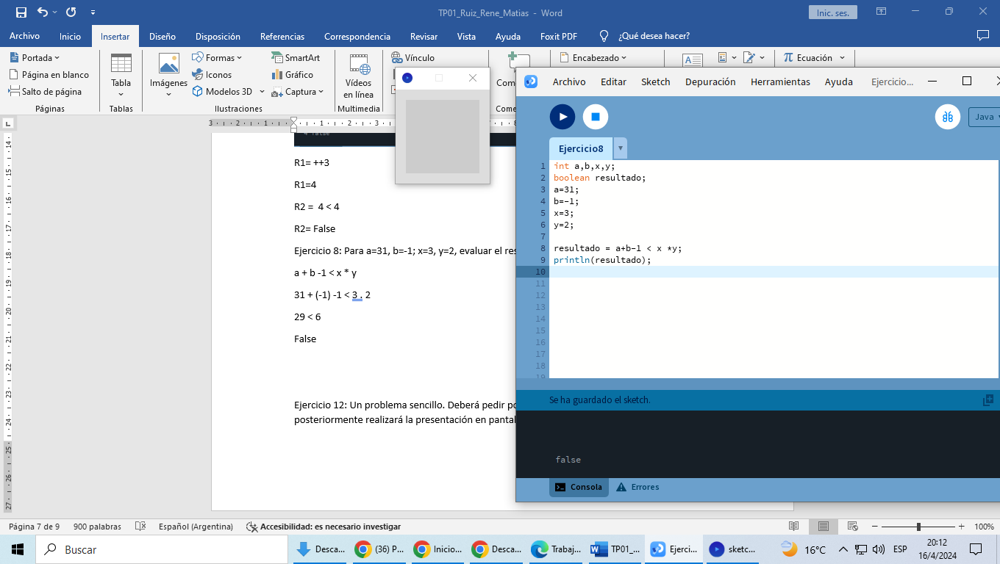 TP01_Ruiz_Rene_Matias - Word
Inic. ses.
Archivo Inicio Insertar Diseño Disposición Referencias Correspondencia Revisar Vista Ayuda Foxit PDF ¿Qué desea hacer?
Portada
Página en blanco
Salto de página
Páginas
Tabla
Tablas
Imágenes
Formas
Iconos
Modelos 3D
SmartArt
Gráfico
Captura
Ilustraciones
Vídeos
en línea
Multimedia
Vínculo
Com
Come
Encabezado
Ecuación
R1= ++3
R1=4
R2 = 4 < 4
R2= False
Ejercicio 8: Para a=31, b=-1; x=3, y=2, evaluar el res
a + b -1 < x * y
31 + (-1) -1 < 3 . 2
29 < 6
False
Ejercicio 12: Un problema sencillo. Deberá pedir po
posteriormente realizará la presentación en pantal
Archivo Editar Sketch Depuración Herramientas Ayuda Ejercicio...
Java
Ejercicio8
1 int a,b,x,y;
2 boolean resultado;
3 a=31;
4 b=-1;
5 x=3;
6 y=2;
7
8 resultado = a+b-1 < x *y;
9 println(resultado);
10
11
12
13
14
15
16
17
18
19
Se ha guardado el sketch.
false
Consola Errores
Página 7 de 9 900 palabras Español (Argentina) Accesibilidad: es necesario investigar 100%
Buscar
Desca... (36) P... Inicio... Desca... Trabaj... TP01_... Ejerci... sketc... 16°C ESP
20:12
16/4/2024